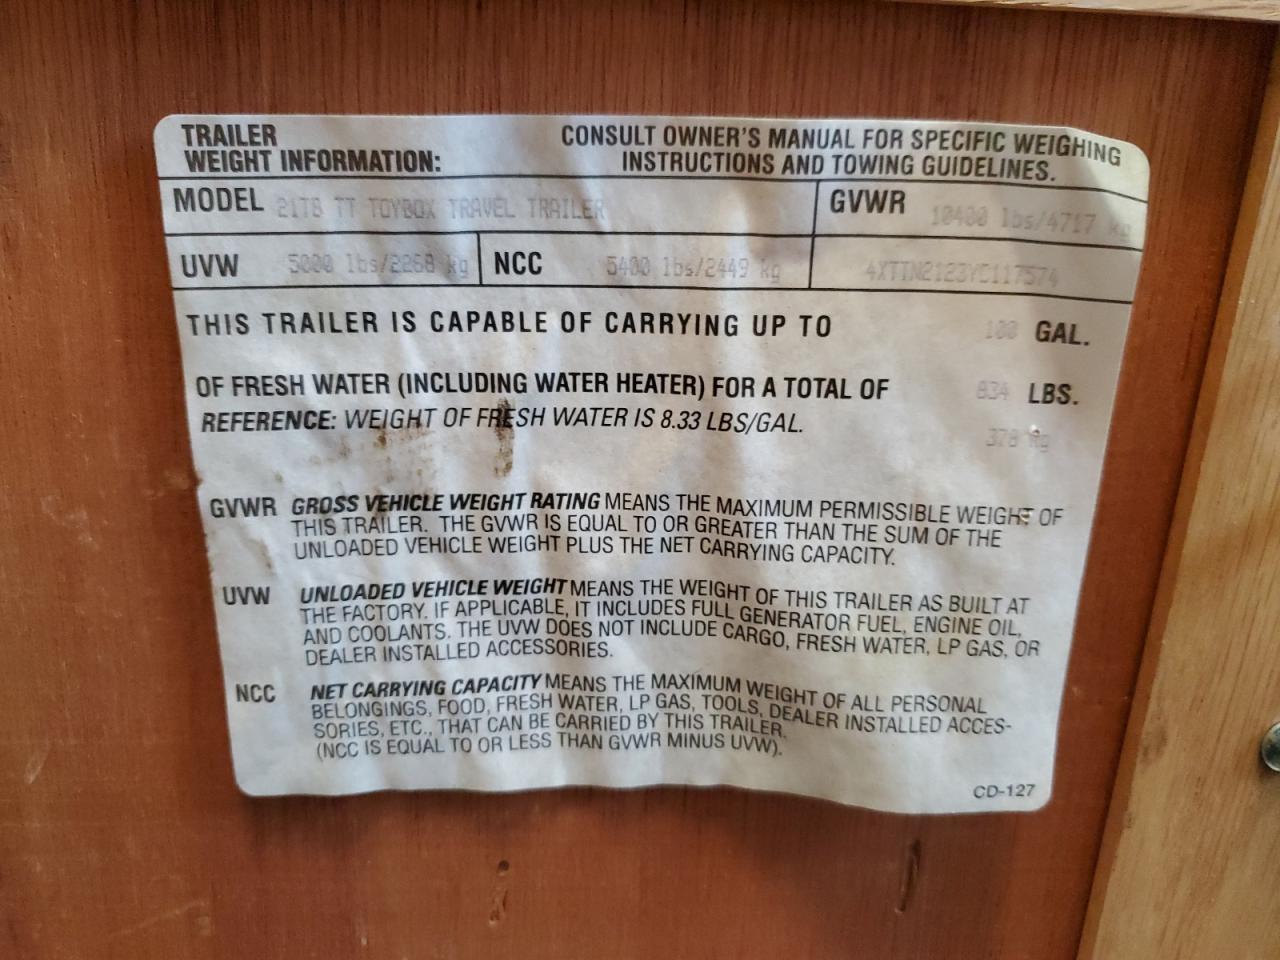 TRAILER
WEIGHT INFORMATION:
CONSULT OWNER'S MANUAL FOR SPECIFIC WEIGHING
INSTRUCTIONS AND TOWING GUIDELINES.
MODEL 21TB TT TOYBOX TRAVEL TRAILER
GVWR 10400 lbs/4717 kg
UVW 5000 lbs/2268 kg
NCC 5400 lbs/2449 kg
4XTTN2123YC117574
THIS TRAILER IS CAPABLE OF CARRYING UP TO 100 GAL.
OF FRESH WATER (INCLUDING WATER HEATER) FOR A TOTAL OF 834 LBS.
REFERENCE: WEIGHT OF FRESH WATER IS 8.33 LBS/GAL. 378 Kg
GVWR GROSS VEHICLE WEIGHT RATING MEANS THE MAXIMUM PERMISSIBLE WEIGHT OF
THIS TRAILER. THE GVWR IS EQUAL TO OR GREATER THAN THE SUM OF THE
UNLOADED VEHICLE WEIGHT PLUS THE NET CARRYING CAPACITY.
UVW UNLOADED VEHICLE WEIGHT MEANS THE WEIGHT OF THIS TRAILER AS BUILT AT
THE FACTORY. IF APPLICABLE, IT INCLUDES FULL GENERATOR FUEL, ENGINE OIL,
AND COOLANTS. THE UVW DOES NOT INCLUDE CARGO, FRESH WATER, LP GAS, OR
DEALER INSTALLED ACCESSORIES.
NCC NET CARRYING CAPACITY MEANS THE MAXIMUM WEIGHT OF ALL PERSONAL
BELONGINGS, FOOD, FRESH WATER, LP GAS, TOOLS, DEALER INSTALLED ACCES-
SORIES, ETC., THAT CAN BE CARRIED BY THIS TRAILER.
(NCC IS EQUAL TO OR LESS THAN GVWR MINUS UVW).
CD-127